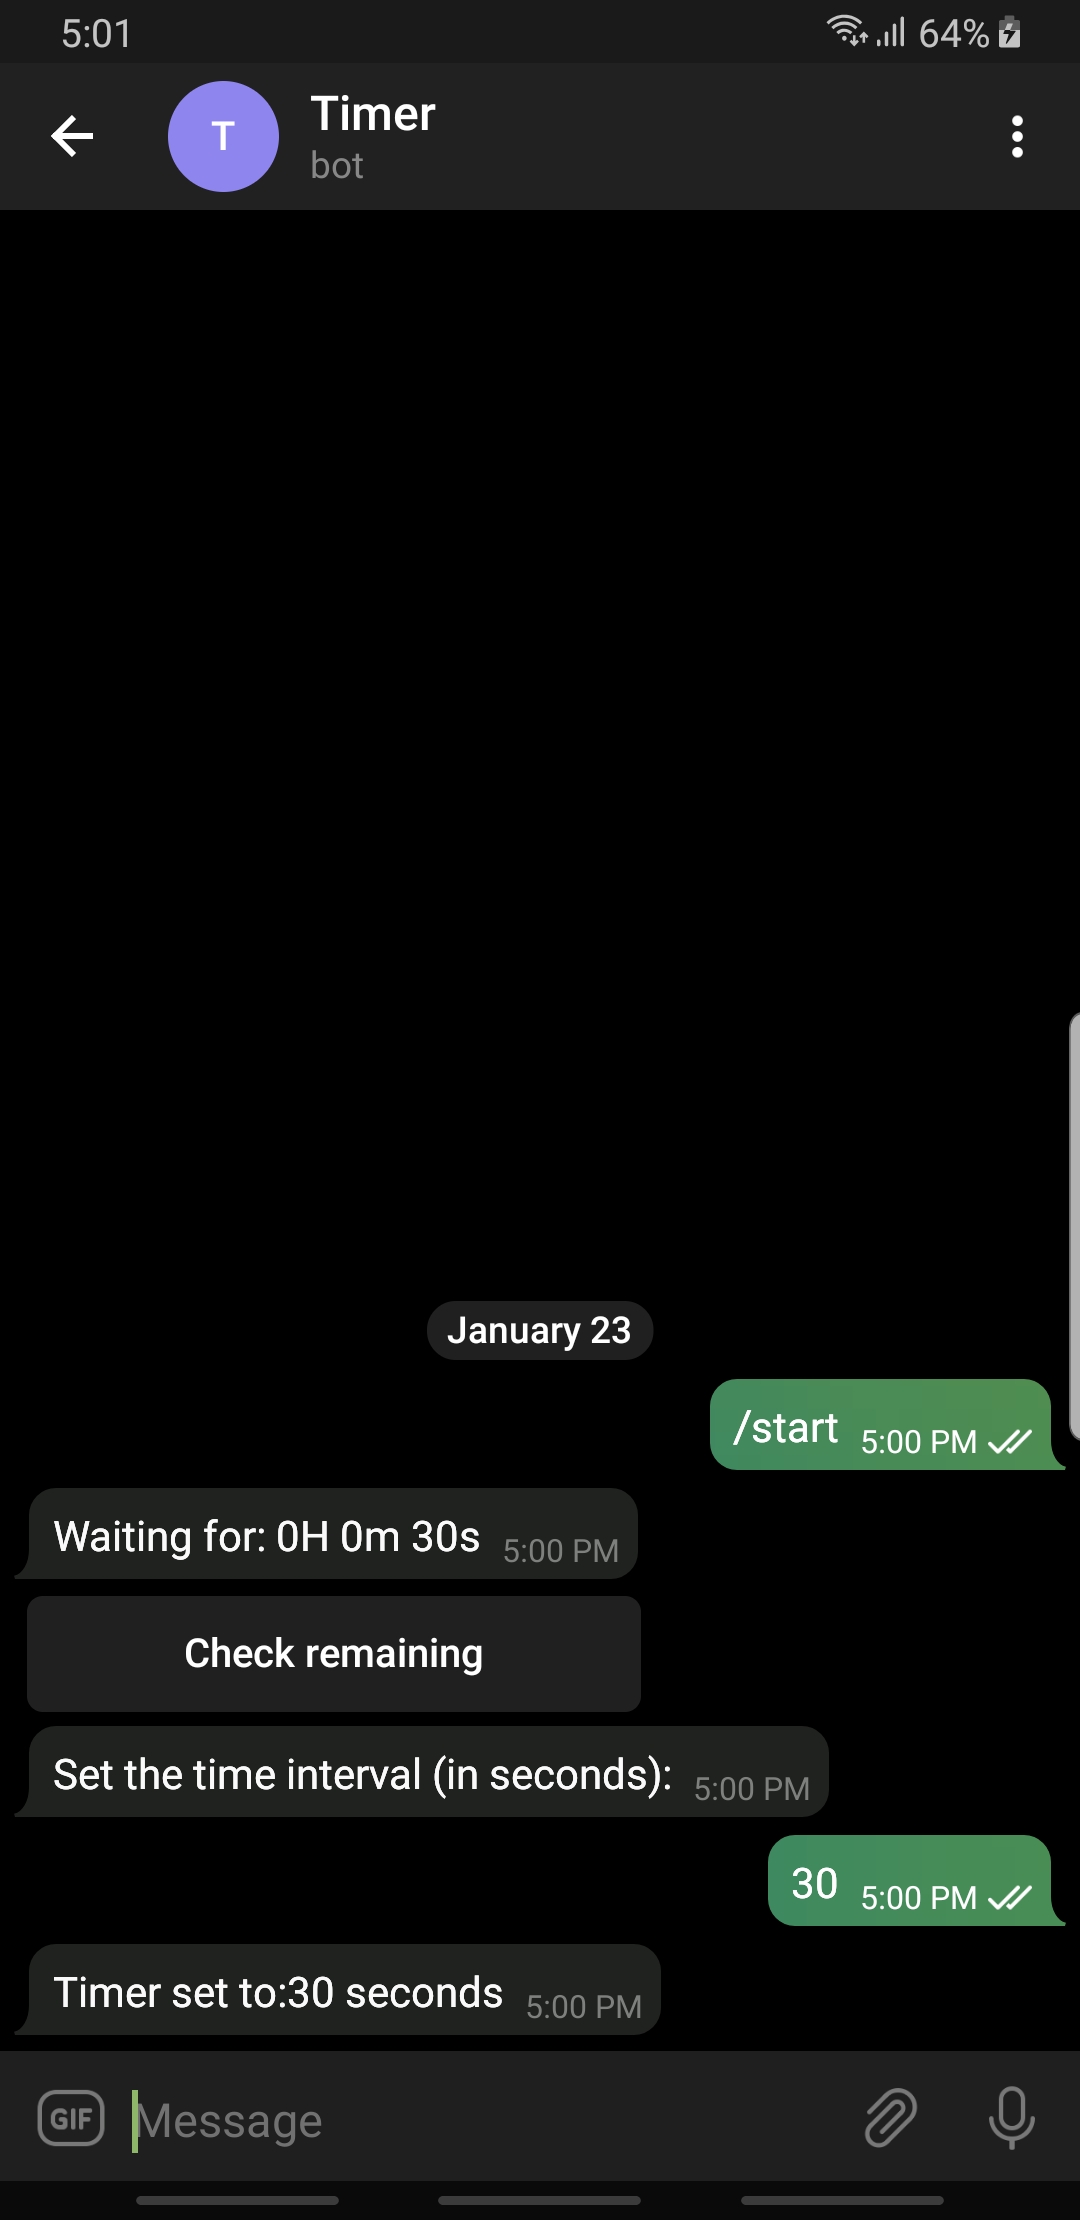 5:01
64%
T
Timer
bot
January 23
/start 5:00 PM
Waiting for: 0H 0m 30s 5:00 PM
Check remaining
Set the time interval (in seconds): 5:00 PM
30 5:00 PM
Timer set to:30 seconds 5:00 PM
GIF Message